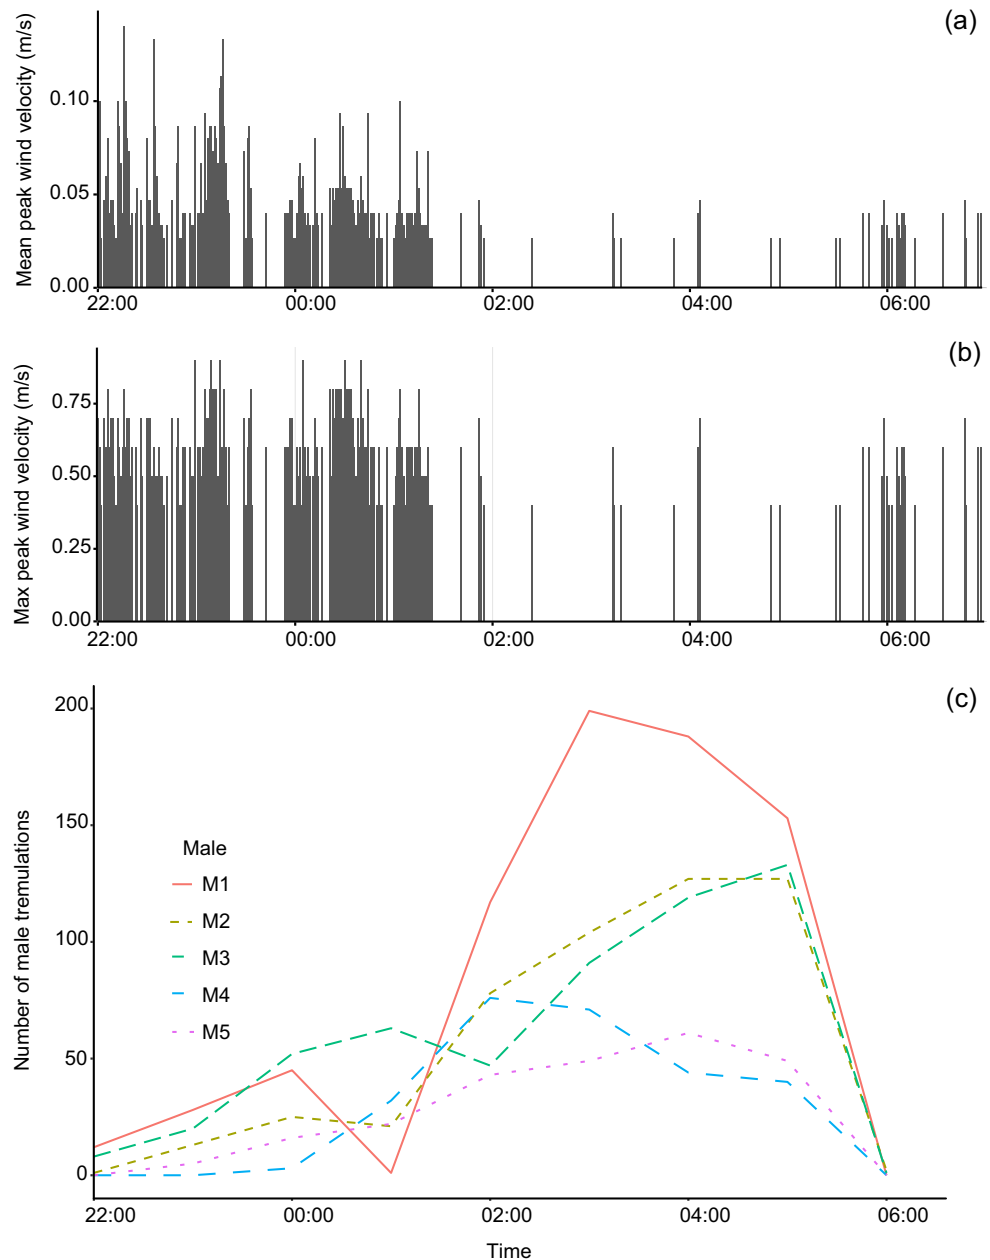 (a)
Mean peak wind velocity (m/s)
0.10
0.05
0.00
22:00 00:00 02:00 04:00 06:00
(b)
Max peak wind velocity (m/s)
0.75
0.50
0.25
0.00
22:00 00:00 02:00 04:00 06:00
(c)
Number of male tremulations
200
150
100
50
0
Male
M1
M2
M3
M4
M5
22:00 00:00 02:00 04:00 06:00
Time